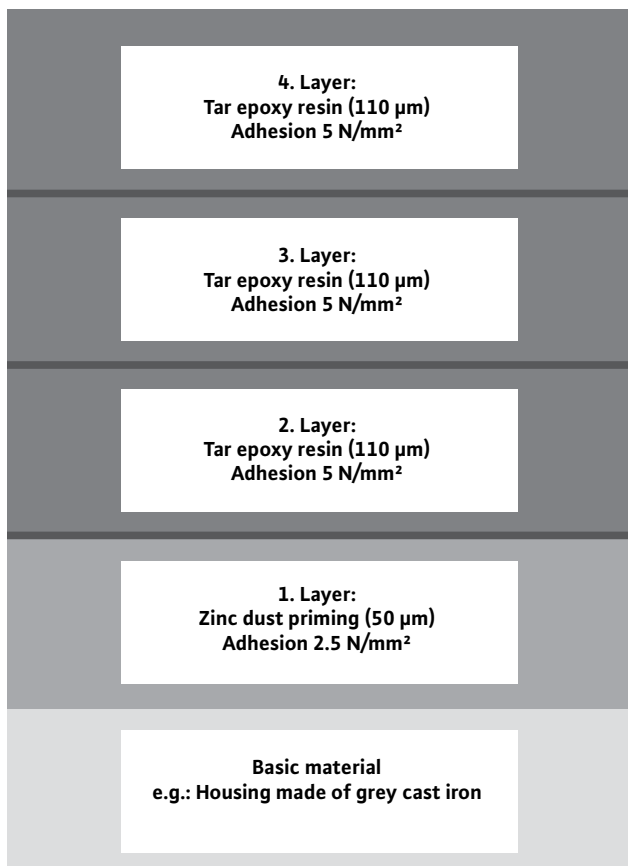 4. Layer:
Tar epoxy resin (110 µm)
Adhesion 5 N/mm²
3. Layer:
Tar epoxy resin (110 µm)
Adhesion 5 N/mm²
2. Layer:
Tar epoxy resin (110 µm)
Adhesion 5 N/mm²
1. Layer:
Zinc dust priming (50 µm)
Adhesion 2.5 N/mm²
Basic material
e.g.: Housing made of grey cast iron